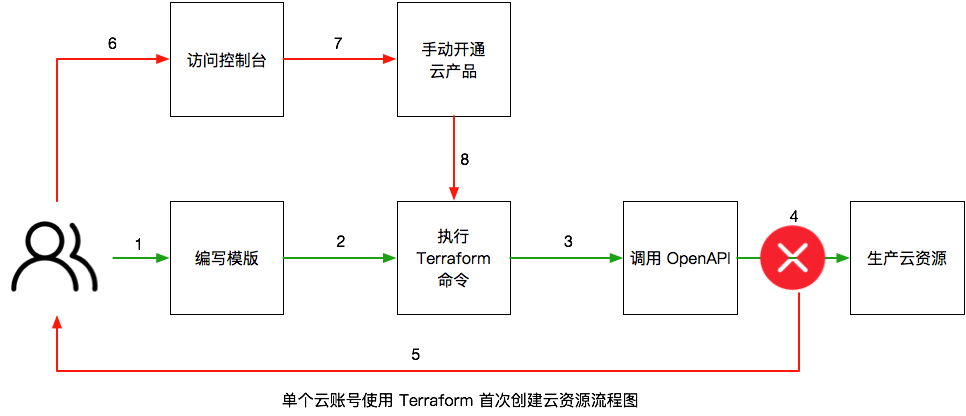 6
访问控制台
7
手动开通
云产品
8
1
编写模版
2
执行
Terraform
命令
3
调用 OpenAPI
4
生产云资源
5
单个云账号使用 Terraform 首次创建云资源流程图